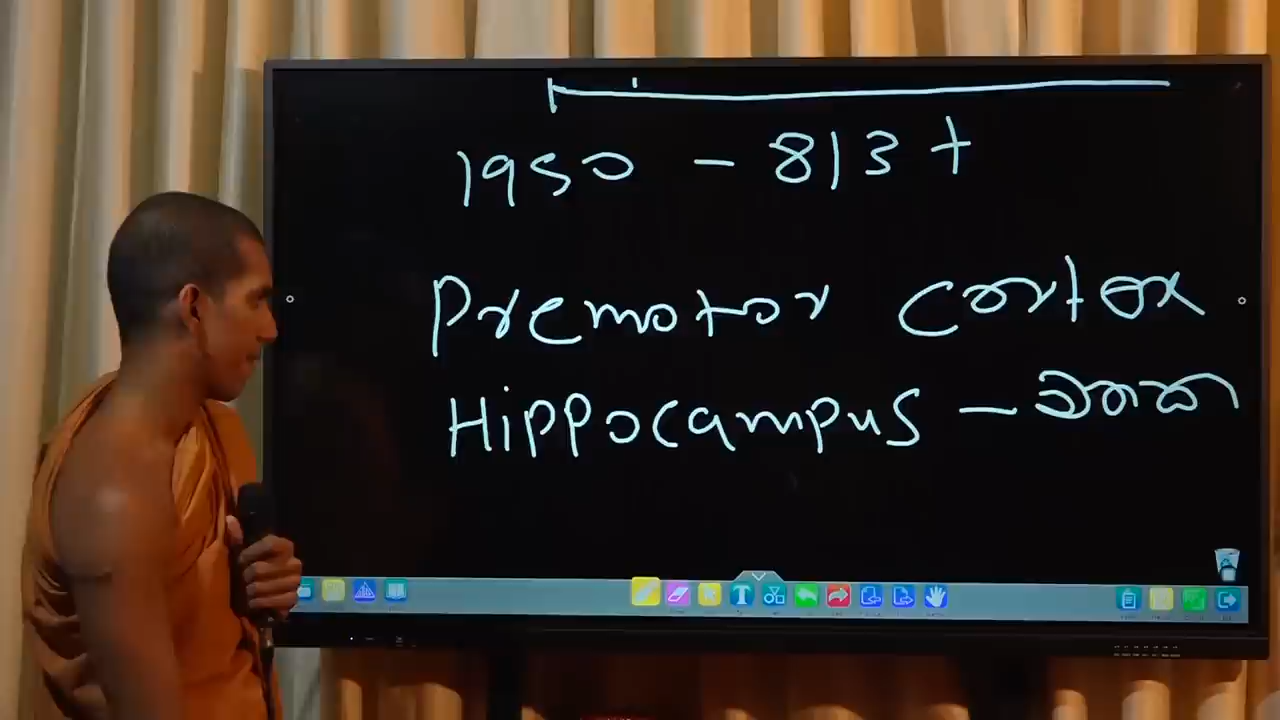 1950 - 813+
Premotor cortex
Hippocampus - මතක